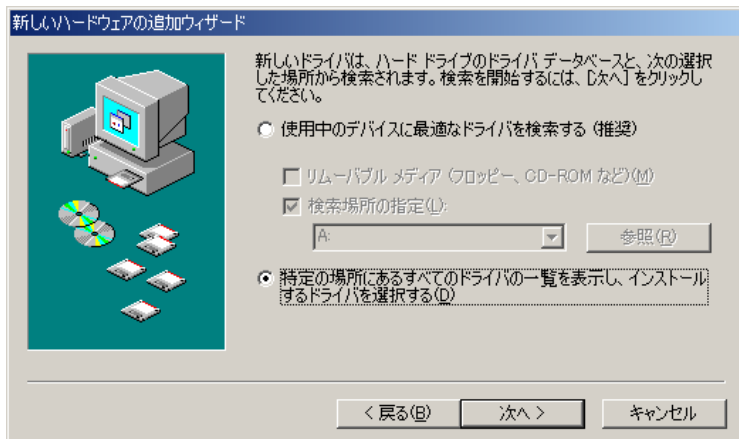 新しいハードウェアの追加ウィザード
新しいドライバは、ハード ドライブのドライバ データベースと、次の選択
した場所から検索されます。検索を開始するには、[次へ] をクリックし
てください。
使用中のデバイスに最適なドライバを検索する (推奨)
リムーバブル メディア (フロッピー、CD-ROM など)(M)
検索場所の指定(L):
A:
参照(R)
特定の場所にあるすべてのドライバの一覧を表示し、インストール
するドライバを選択する(D)
< 戻る(B)
次へ >
キャンセル